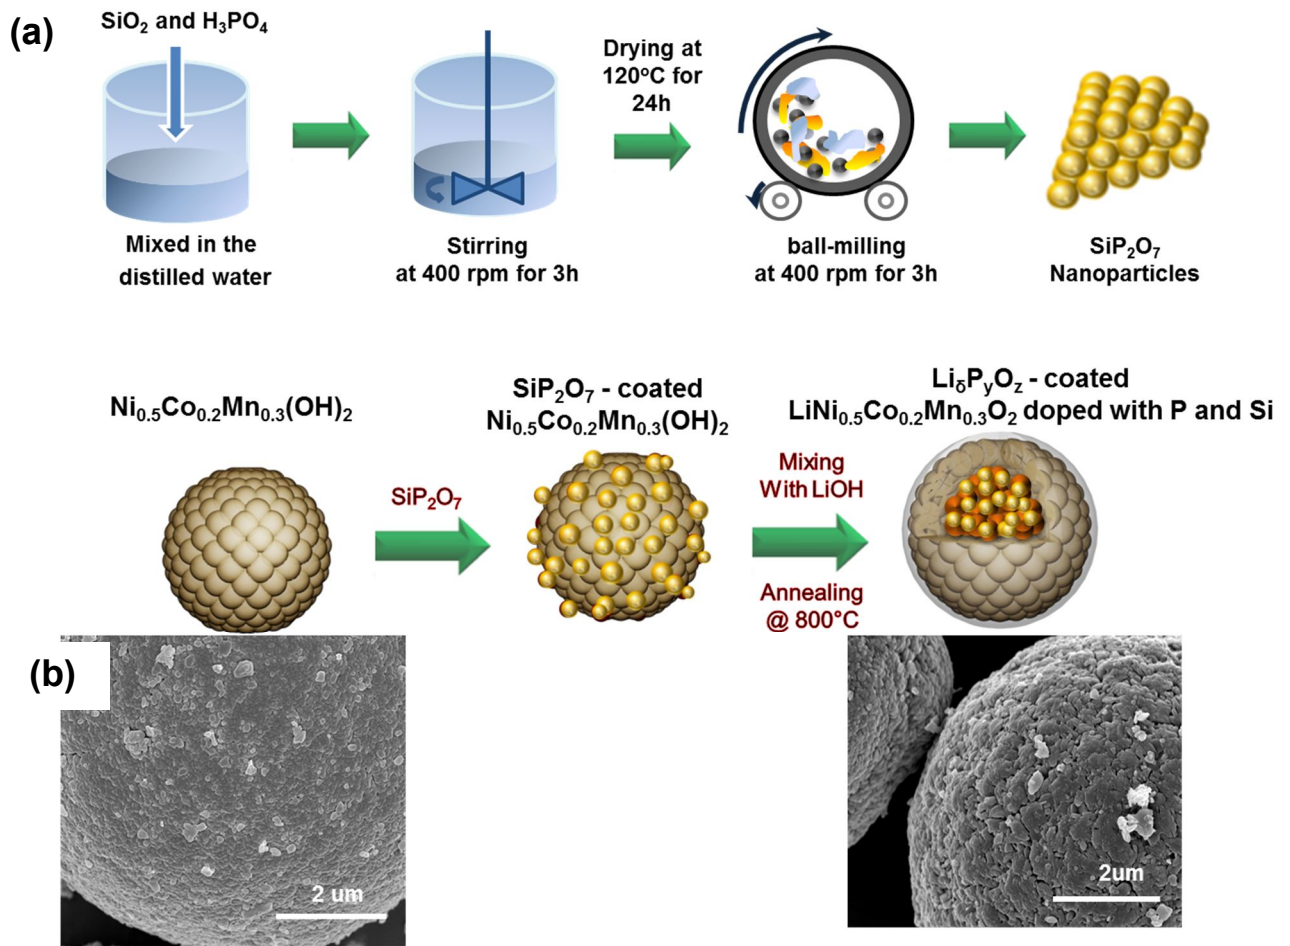 (a)
SiO₂ and H₃PO₄
Mixed in the
distilled water
Stirring
at 400 rpm for 3h
Drying at
120°C for
24h
ball-milling
at 400 rpm for 3h
SiP₂O₇
Nanoparticles
Ni₀.₅Co₀.₂Mn₀.₃(OH)₂
SiP₂O₇
SiP₂O₇ - coated
Ni₀.₅Co₀.₂Mn₀.₃(OH)₂
Mixing
With LiOH
Annealing
@ 800°C
LiδPyOz - coated
LiNi₀.₅Co₀.₂Mn₀.₃O₂ doped with P and Si
(b)
2 um
2um